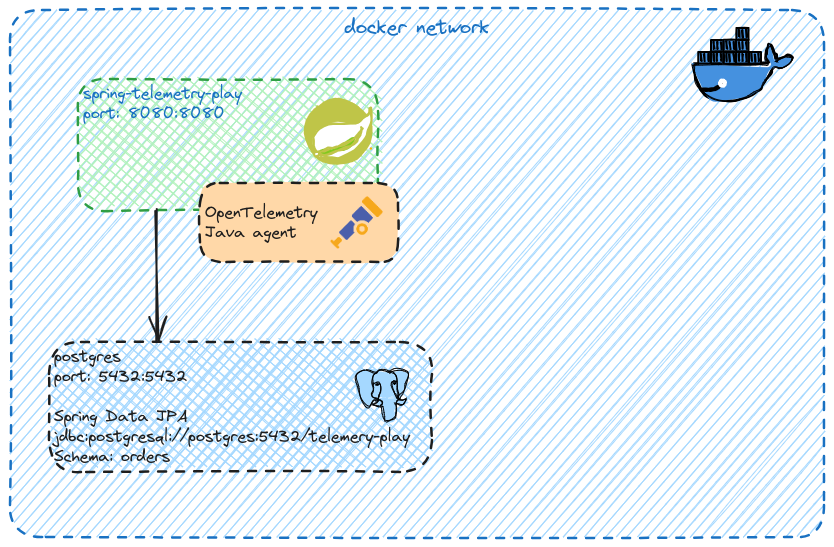 docker network
spring-telemetry-play
port: 8080:8080
OpenTelemetry
Java agent
postgres
port: 5432:5432
Spring Data JPA
jdbc:postgresql://postgres:5432/telemery-play
Schema: orders